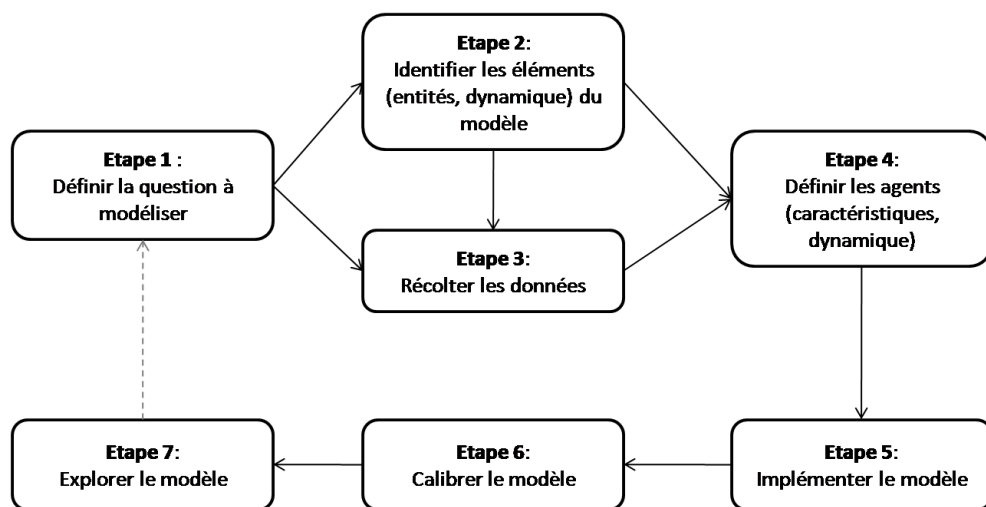 Etape 1 :
Définir la question à
modéliser
Etape 2:
Identifier les éléments
(entités, dynamique) du
modèle
Etape 3:
Récolter les données
Etape 4:
Définir les agents
(caractéristiques,
dynamique)
Etape 5:
Implémenter le modèle
Etape 6:
Calibrer le modèle
Etape 7:
Explorer le modèle